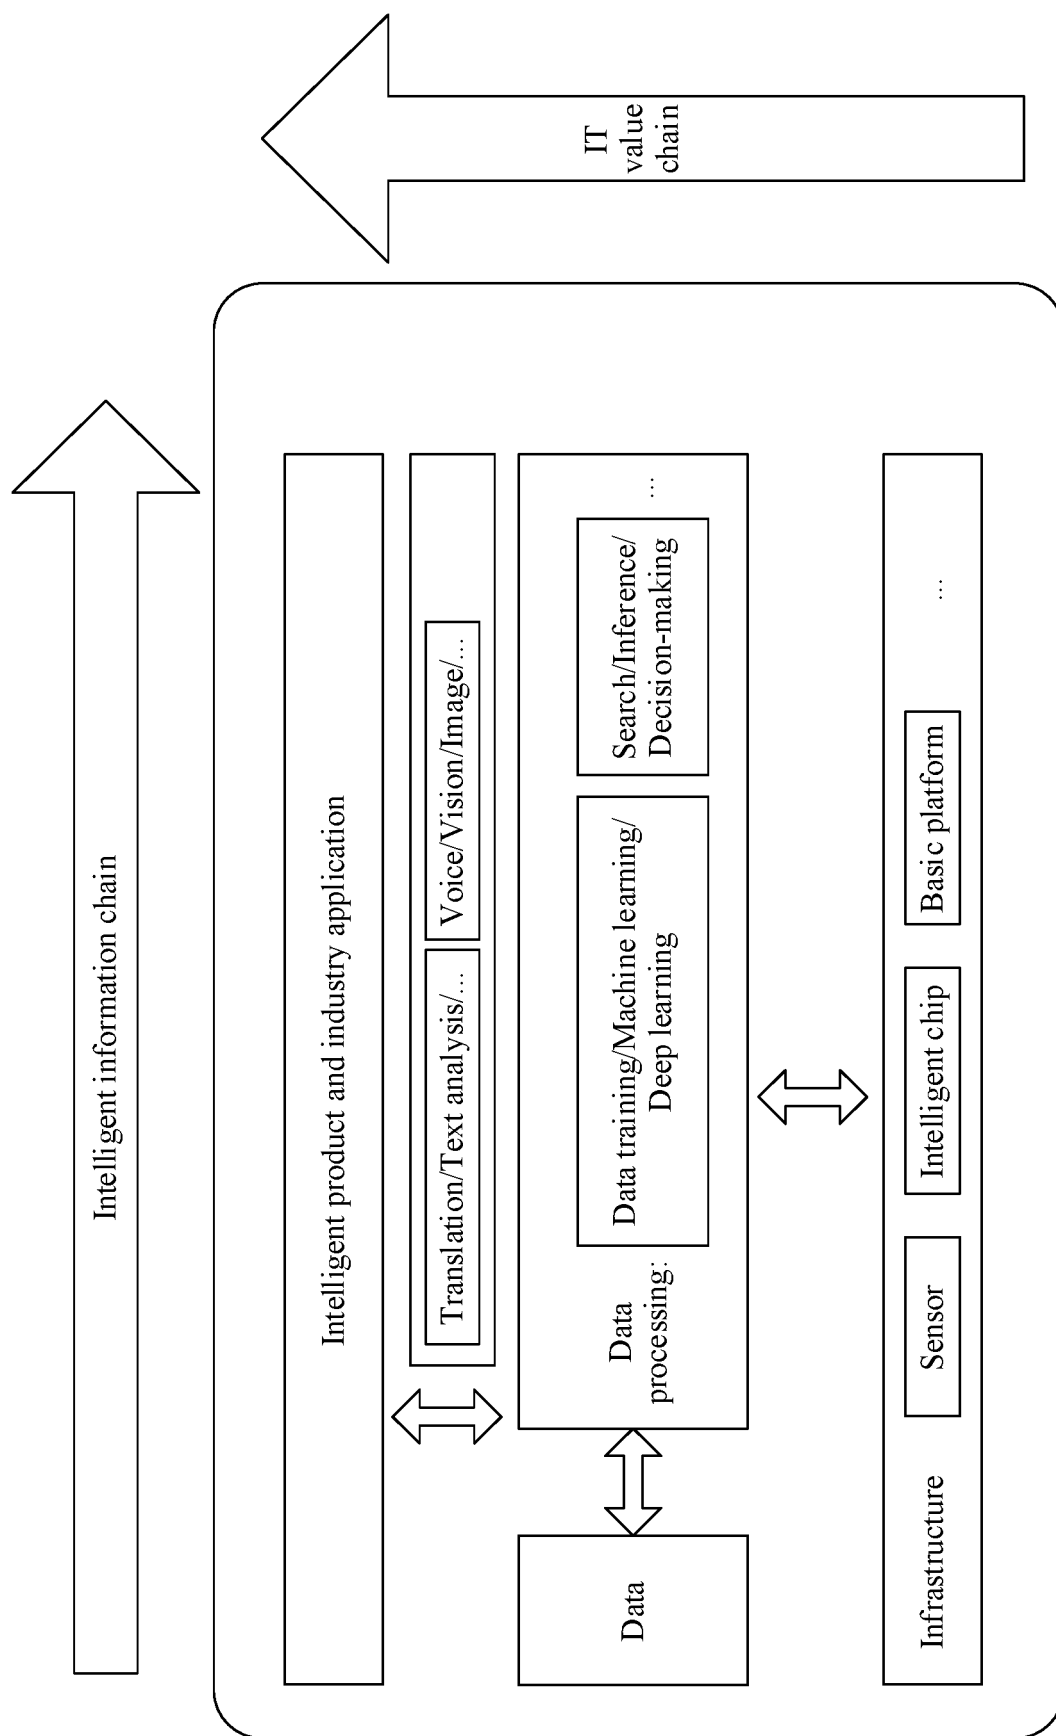 Intelligent information chain
IT
value
chain
Intelligent product and industry application
Translation/Text analysis/...
Voice/Vision/Image/...
Data
Data
processing:
Data training/Machine learning/
Deep learning
Search/Inference/
Decision-making
...
Infrastructure
Sensor
Intelligent chip
Basic platform
...